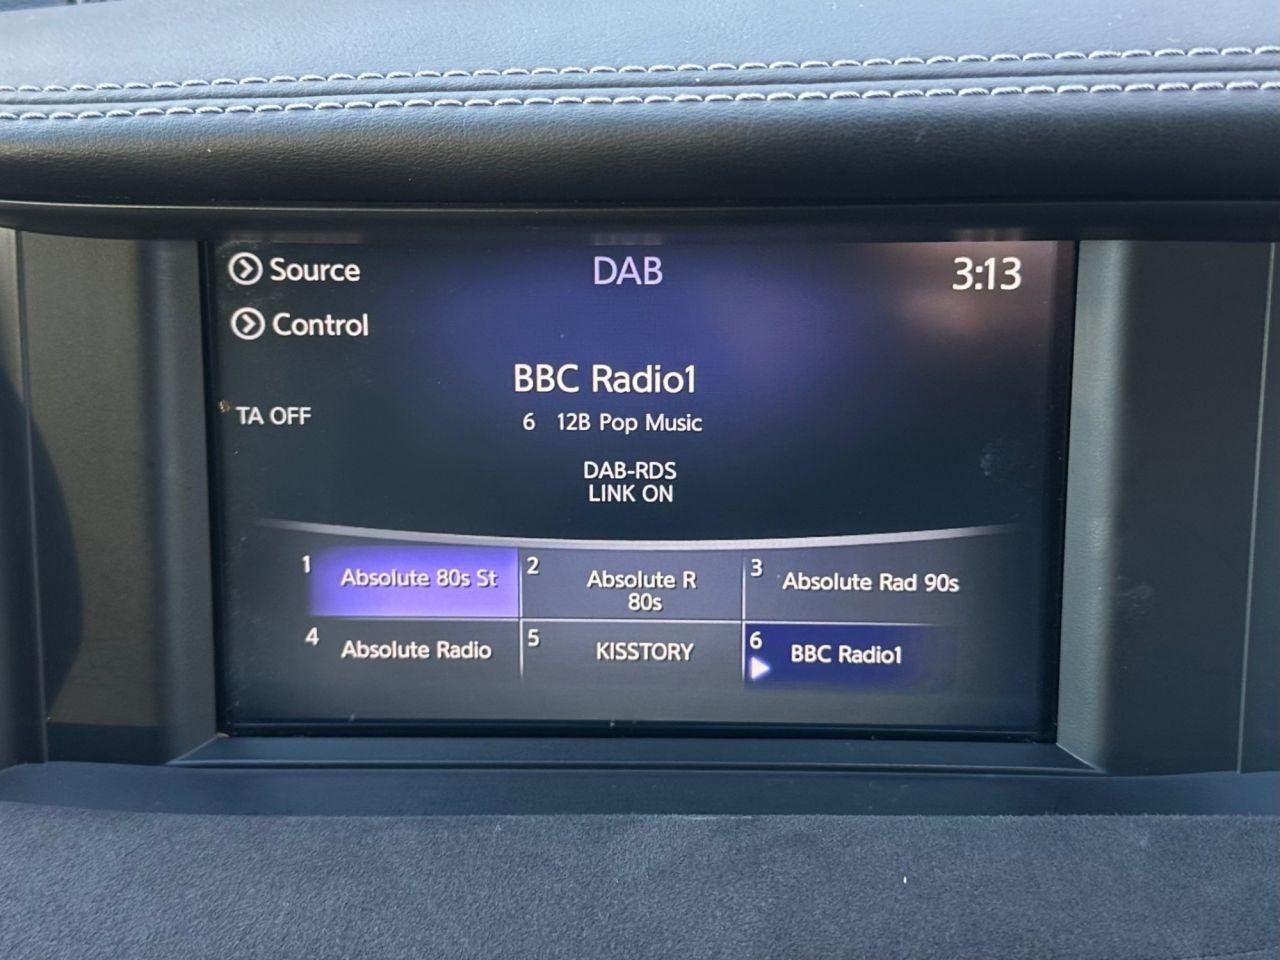 Source
DAB
3:13
Control
BBC Radio1
TA OFF
6 12B Pop Music
DAB-RDS
LINK ON
1 Absolute 80s St
2 Absolute R
80s
3 Absolute Rad 90s
4 Absolute Radio
5 KISSTORY
6 BBC Radio1